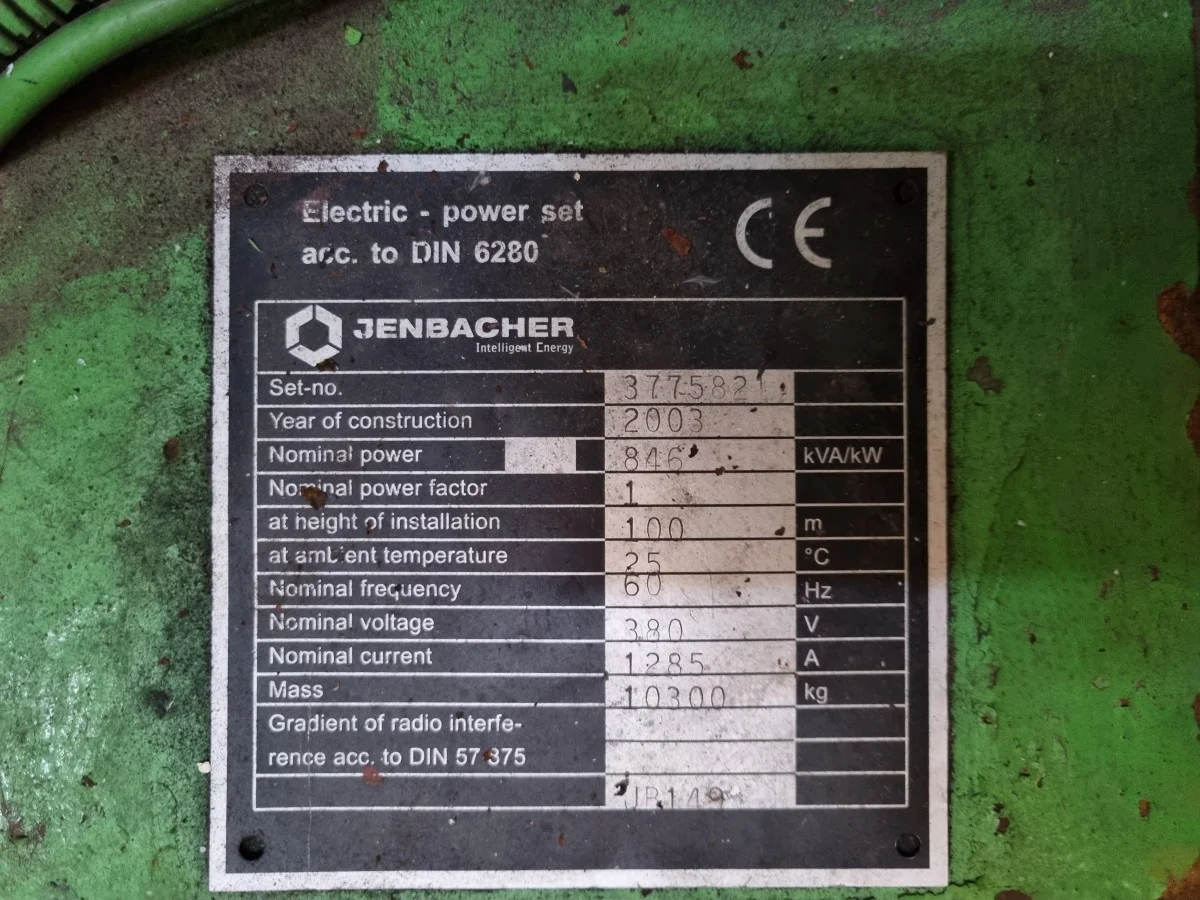 Electric - power set
acc. to DIN 6280
CE
JENBACHER
Intelligent Energy
Set-no.
Year of construction 2003
Nominal power 846 kVA/kW
Nominal power factor 1
at height of installation 100 m
at ambient temperature 25 °C
Nominal frequency 60 Hz
Nominal voltage 380 V
Nominal current 1285 A
Mass 10300 kg
Gradient of radio interfe-
rence acc. to DIN 57 875